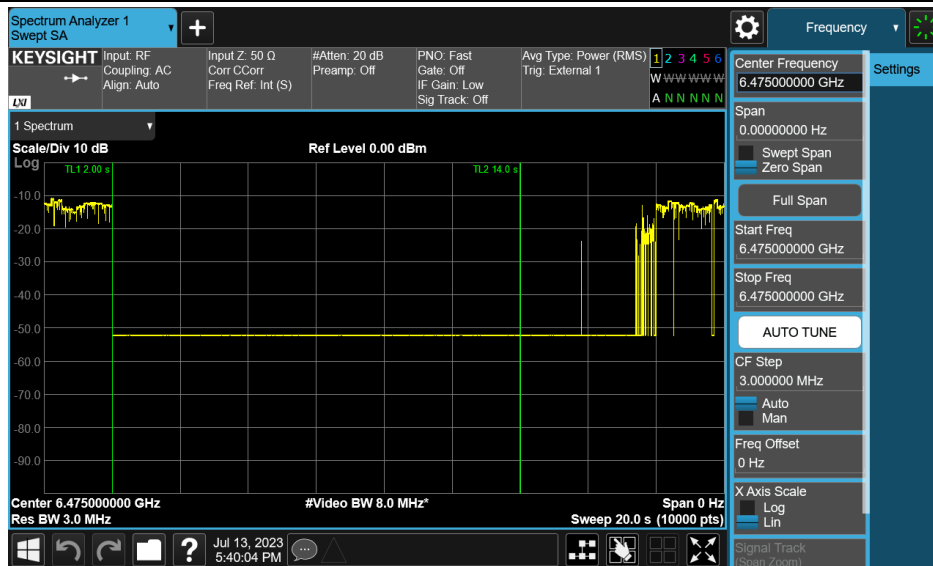 Spectrum Analyzer 1
Swept SA
Frequency
KEYSIGHT
LXI
Input: RF
Coupling: AC
Align: Auto
Input Z: 50 Ω
Corr CCorr
Freq Ref: Int (S)
#Atten: 20 dB
Preamp: Off
PNO: Fast
Gate: Off
IF Gain: Low
Sig Track: Off
Avg Type: Power (RMS)
Trig: External 1
1 2 3 4 5 6
W W W W W W
A N N N N N
1 Spectrum
Scale/Div 10 dB
Ref Level 0.00 dBm
Log
TL1 2.00 s
TL2 14.0 s
-10.0
-20.0
-30.0
-40.0
-50.0
-60.0
-70.0
-80.0
-90.0
Center 6.475000000 GHz
#Video BW 8.0 MHz*
Span 0 Hz
Res BW 3.0 MHz
Sweep 20.0 s (10000 pts)
Jul 13, 2023
5:40:04 PM
Center Frequency
6.475000000 GHz
Settings
Span
0.00000000 Hz
Swept Span
Zero Span
Full Span
Start Freq
6.475000000 GHz
Stop Freq
6.475000000 GHz
AUTO TUNE
CF Step
3.000000 MHz
Auto
Man
Freq Offset
0 Hz
X Axis Scale
Log
Lin
Signal Track
(Span Zoom)